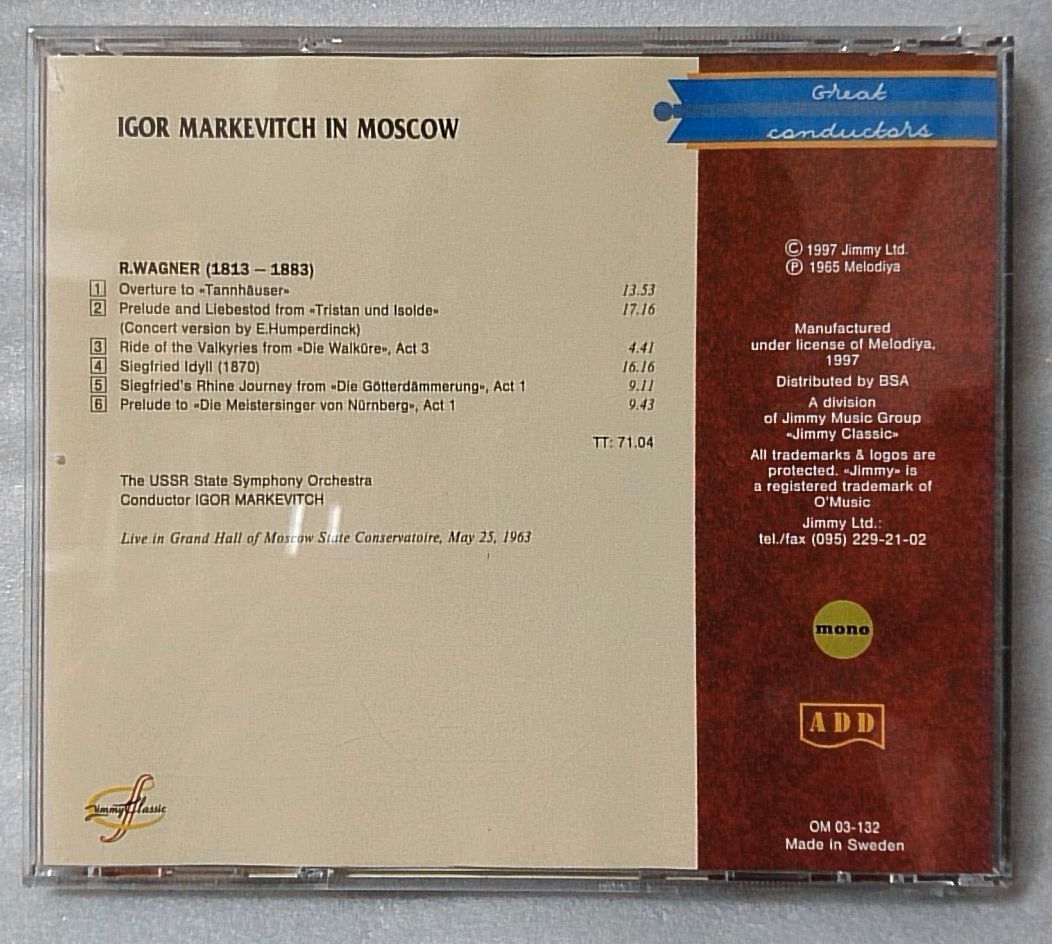 IGOR MARKEVITCH IN MOSCOW
R.WAGNER (1813 – 1883)
1 Overture to «Tannhäuser» 13.53
2 Prelude and Liebestod from «Tristan und Isolde» 17.16
(Concert version by E.Humperdinck)
3 Ride of the Valkyries from «Die Walküre», Act 3 4.41
4 Siegfried Idyll (1870) 16.16
5 Siegfried's Rhine Journey from «Die Götterdämmerung», Act 1 9.11
6 Prelude to «Die Meistersinger von Nürnberg», Act 1 9.43
TT: 71.04
The USSR State Symphony Orchestra
Conductor IGOR MARKEVITCH
Live in Grand Hall of Moscow State Conservatoire, May 25, 1963
Jimmy Classic
Great
conductors
© 1997 Jimmy Ltd.
℗ 1965 Melodiya
Manufactured
under license of Melodiya,
1997
Distributed by BSA
A division
of Jimmy Music Group
«Jimmy Classic»
All trademarks & logos are
protected. «Jimmy» is
a registered trademark of
O'Music
Jimmy Ltd.:
tel./fax (095) 229-21-02
mono
ADD
OM 03-132
Made in Sweden